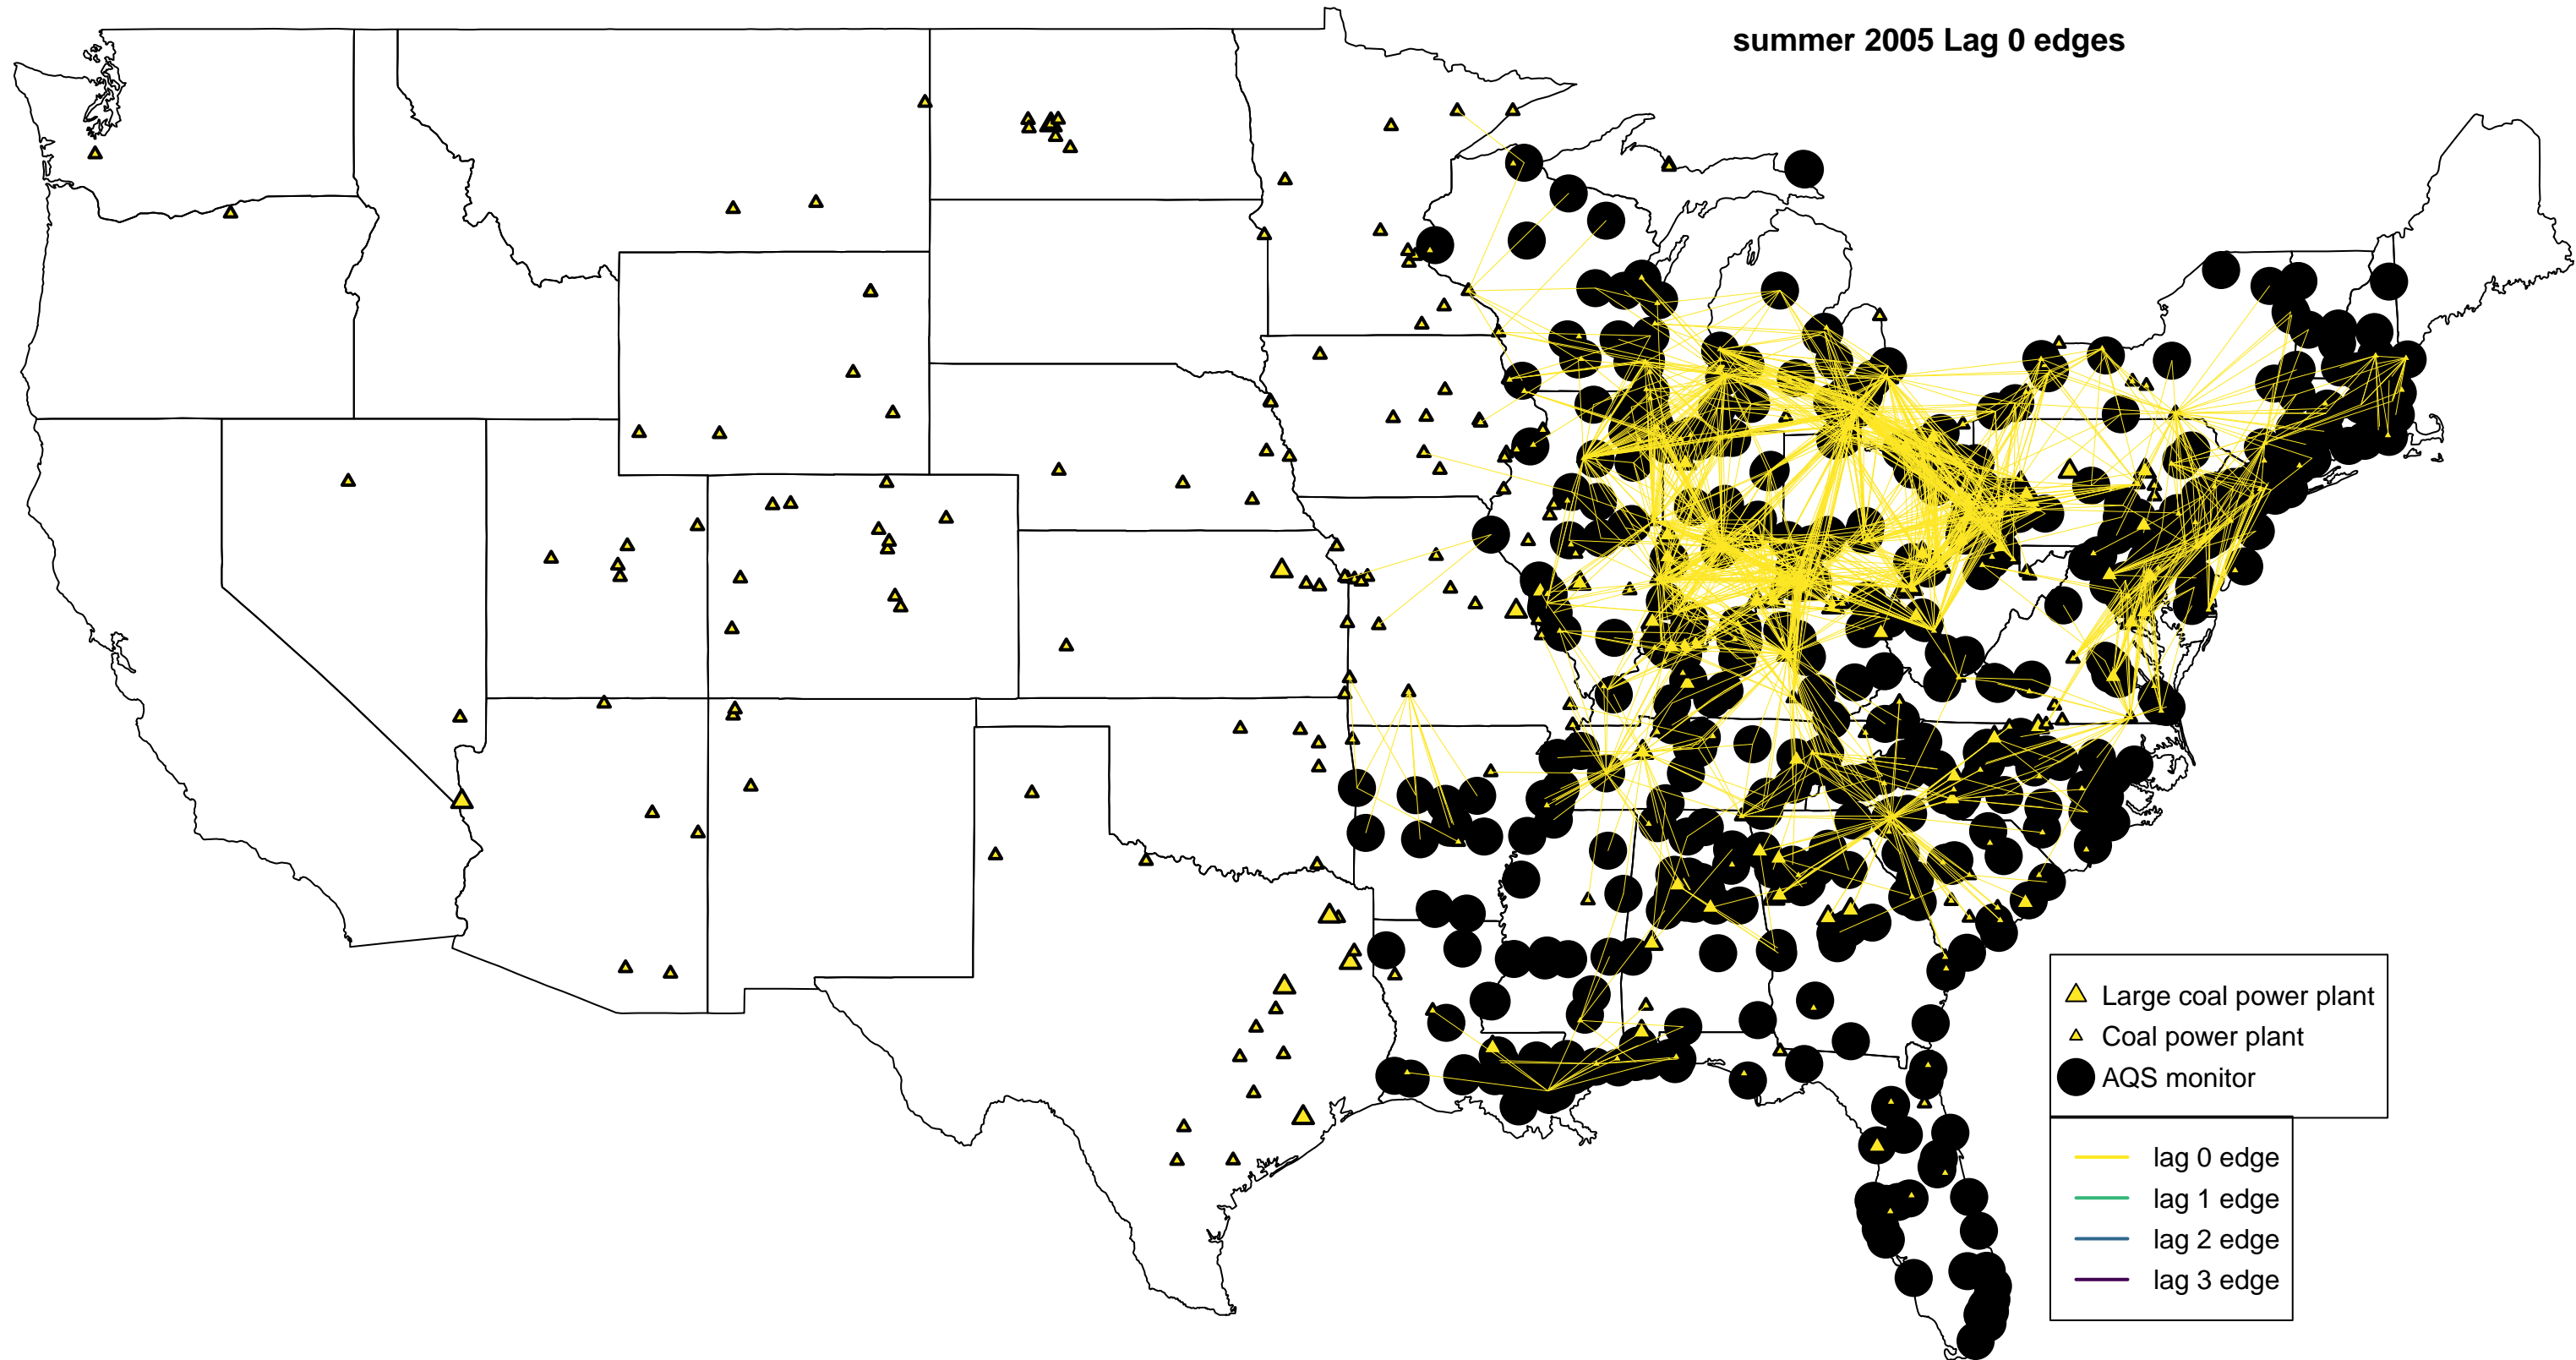 summer 2005 Lag 0 edges
Large coal power plant
Coal power plant
AQS monitor
lag 0 edge
lag 1 edge
lag 2 edge
lag 3 edge